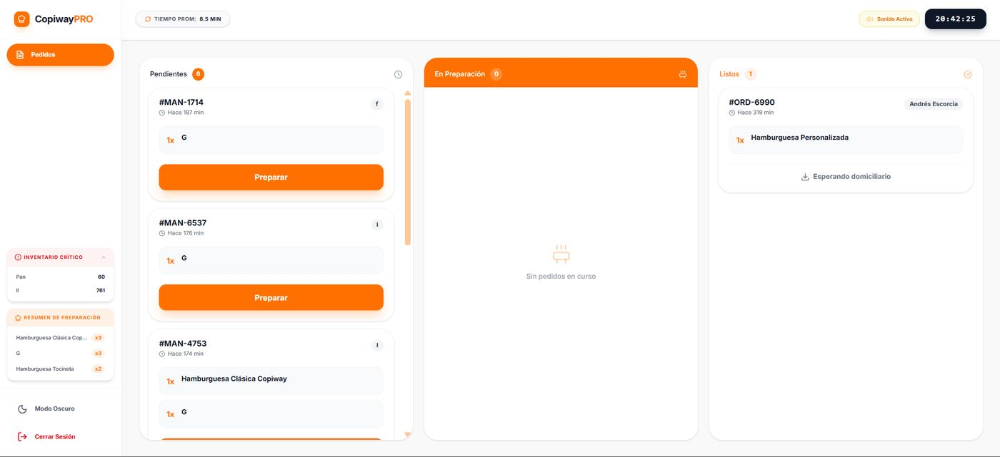 CopiwayPRO
Pedidos
INVENTARIO CRÍTICO
Pan 60
ll 761
RESUMEN DE PREPARACIÓN
Hamburguesa Clásica Cop... x3
G x3
Hamburguesa Tocineta x2
Modo Oscuro
Cerrar Sesión
TIEMPO PROM: 8.5 MIN
Sonido Activo
20:42:25
Pendientes 6
#MAN-1714 f
Hace 187 min
1x G
Preparar
#MAN-6537 l
Hace 176 min
1x G
Preparar
#MAN-4753 l
Hace 174 min
1x Hamburguesa Clásica Copiway
1x G
En Preparación 0
Sin pedidos en curso
Listos 1
#ORD-6990 Andrés Escorcia
Hace 319 min
1x Hamburguesa Personalizada
Esperando domiciliario